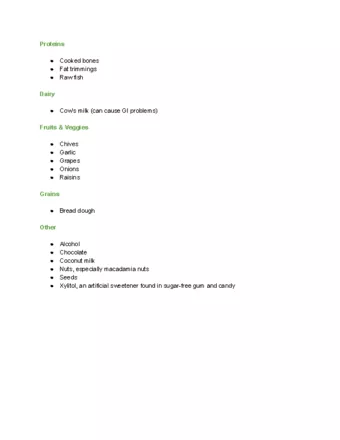 Proteins
● Cooked bones
● Fat trimmings
● Raw fish
Dairy
● Cow's milk (can cause GI problems)
Fruits & Veggies
● Chives
● Garlic
● Grapes
● Onions
● Raisins
Grains
● Bread dough
Other
● Alcohol
● Chocolate
● Coconut milk
● Nuts, especially macadamia nuts
● Seeds
● Xylitol, an artificial sweetener found in sugar-free gum and candy